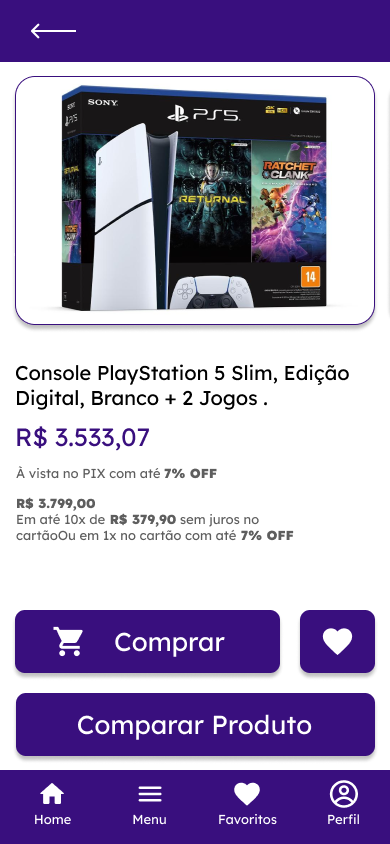 SONY
PS5
PS5
4K
RETURNAL
RATCHET
CLANK
14
Console PlayStation 5 Slim, Edição
Digital, Branco + 2 Jogos .
R$ 3.533,07
À vista no PIX com até 7% OFF
R$ 3.799,00
Em até 10x de R$ 379,90 sem juros no
cartãoOu em 1x no cartão com até 7% OFF
Comprar
Comparar Produto
Home
Menu
Favoritos
Perfil